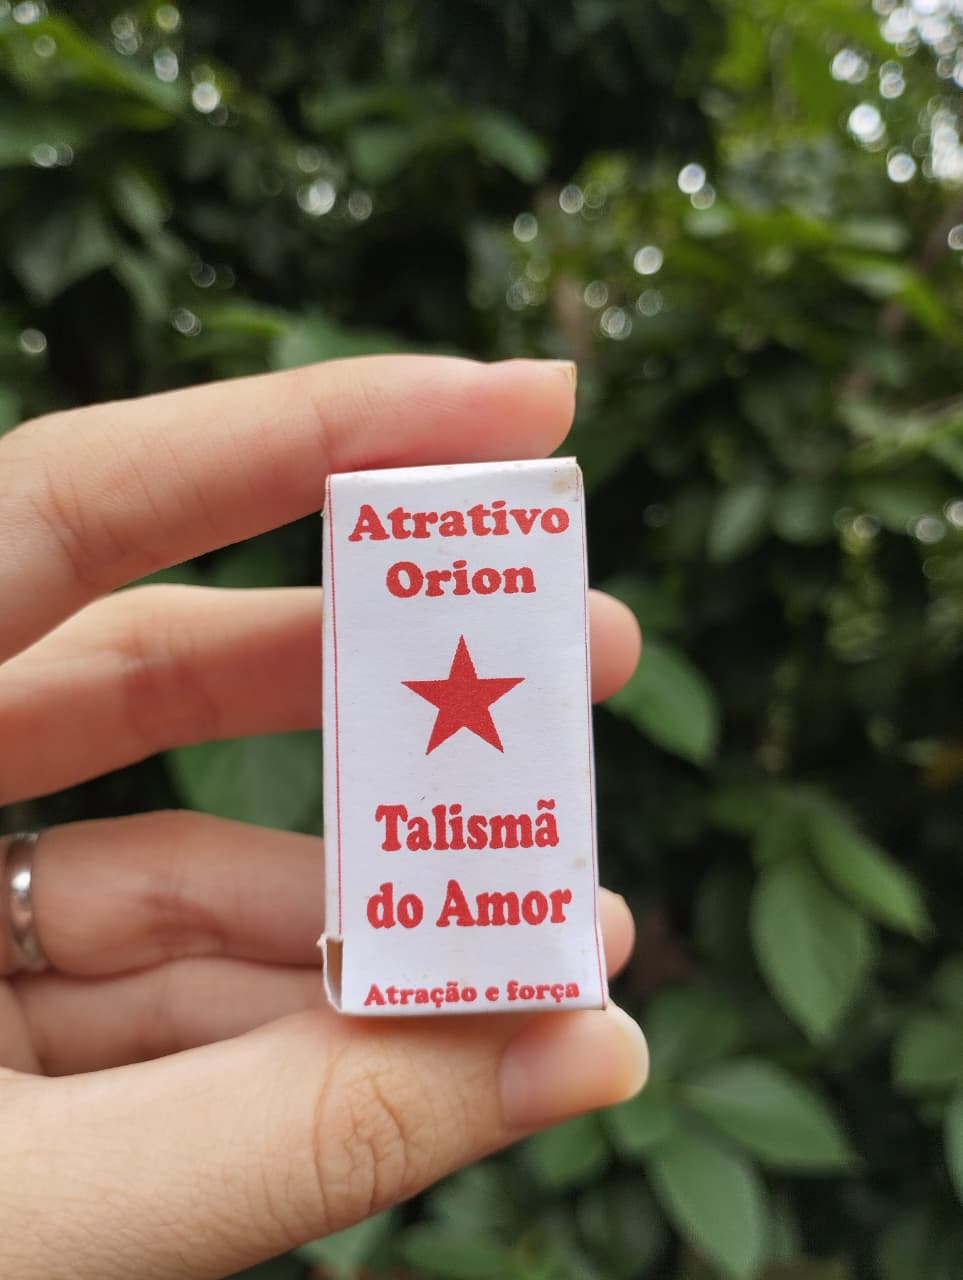 Atrativo
Orion
Talismã
do Amor
Atração e força